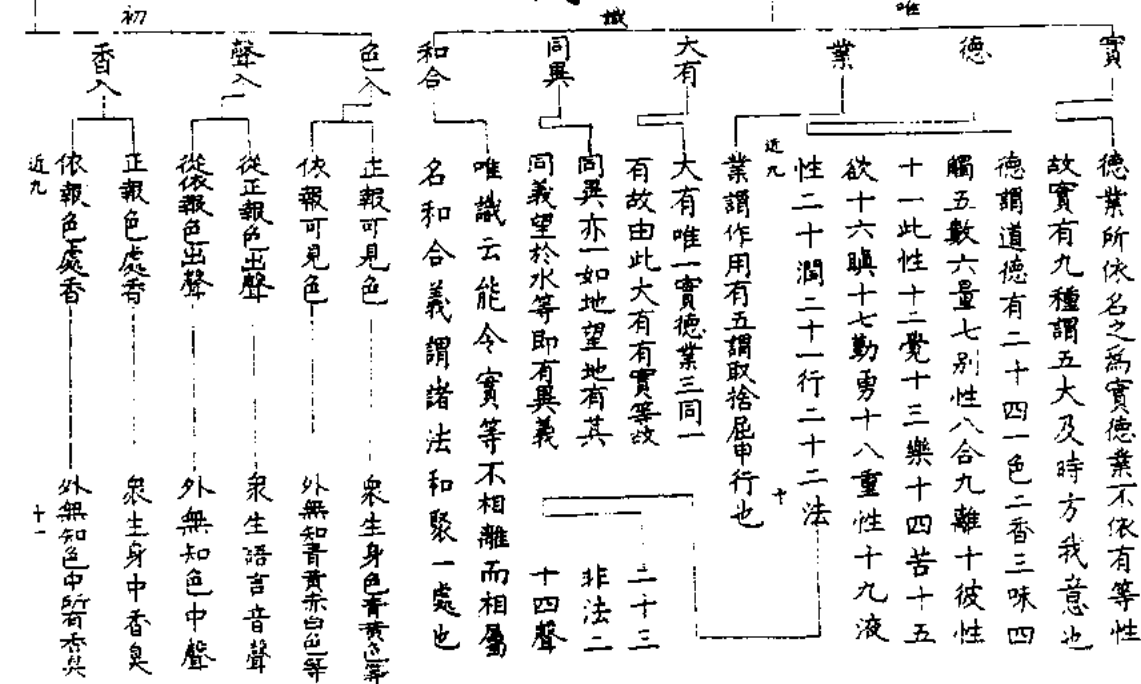 唯
識
實
德業所依名之為實德業不依有等性
故實有九種謂五大及時方我意也
德
德謂道德有二十四一色二香三味四
觸五數六量七別性八合九離十彼性
十一此性十二覺十三樂十四苦十五
欲十六瞋十七勤勇十八重性十九液
性二十潤二十一行二十二法
二十三
非法二
十四聲
業
近九
業謂作用有五謂取捨屈申行也
十
大有
大有唯一實德業三同一
有故由此大有有實等故
同異
同異亦一如地望地有其
同義望於水等即有異義
和合
唯識云能令實等不相離而相屬
名和合義謂諸法和聚一處也
初
色入
正報可見色
眾生身色青黃色等
依報可見色
外無知青黃赤白色等
聲入
從正報色出聲
眾生語言音聲
從依報色出聲
外無知色中聲
香入
正報色處香
眾生身中香臭
依報色處香
外無知色中所有香臭
近九
十一